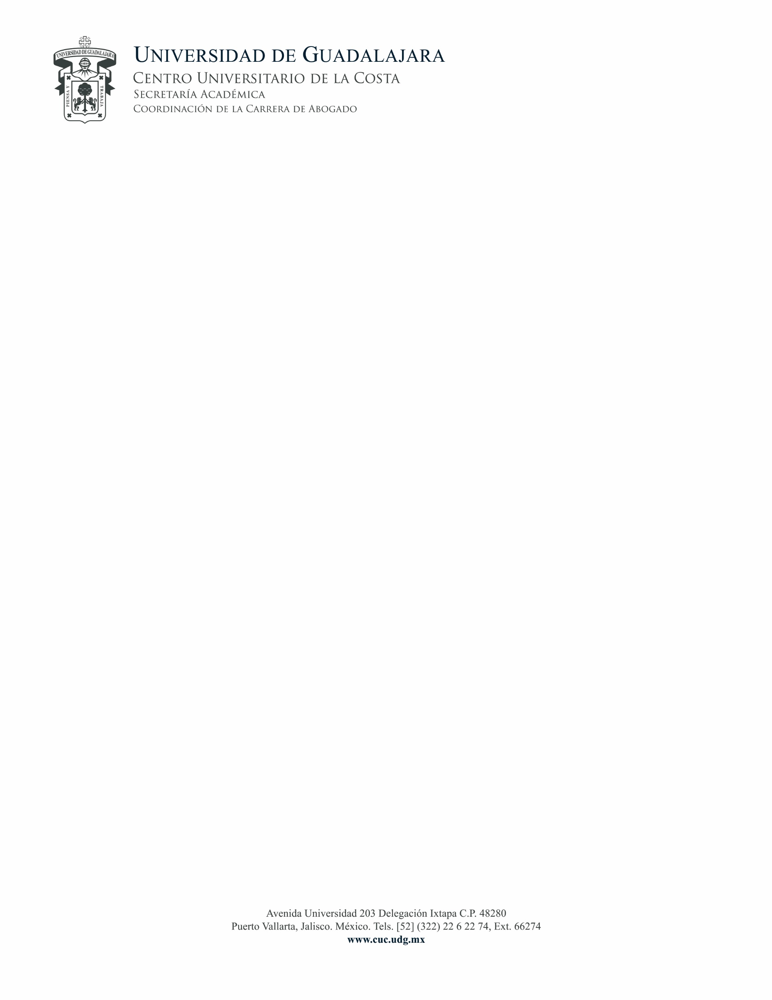 UNIVERSIDAD DE GUADALAJARA
PIENSA Y
TRABAJA
UNIVERSIDAD DE GUADALAJARA
CENTRO UNIVERSITARIO DE LA COSTA
SECRETARÍA ACADÉMICA
COORDINACIÓN DE LA CARRERA DE ABOGADO
Avenida Universidad 203 Delegación Ixtapa C.P. 48280
Puerto Vallarta, Jalisco. México. Tels. [52] (322) 22 6 22 74, Ext. 66274
www.cuc.udg.mx